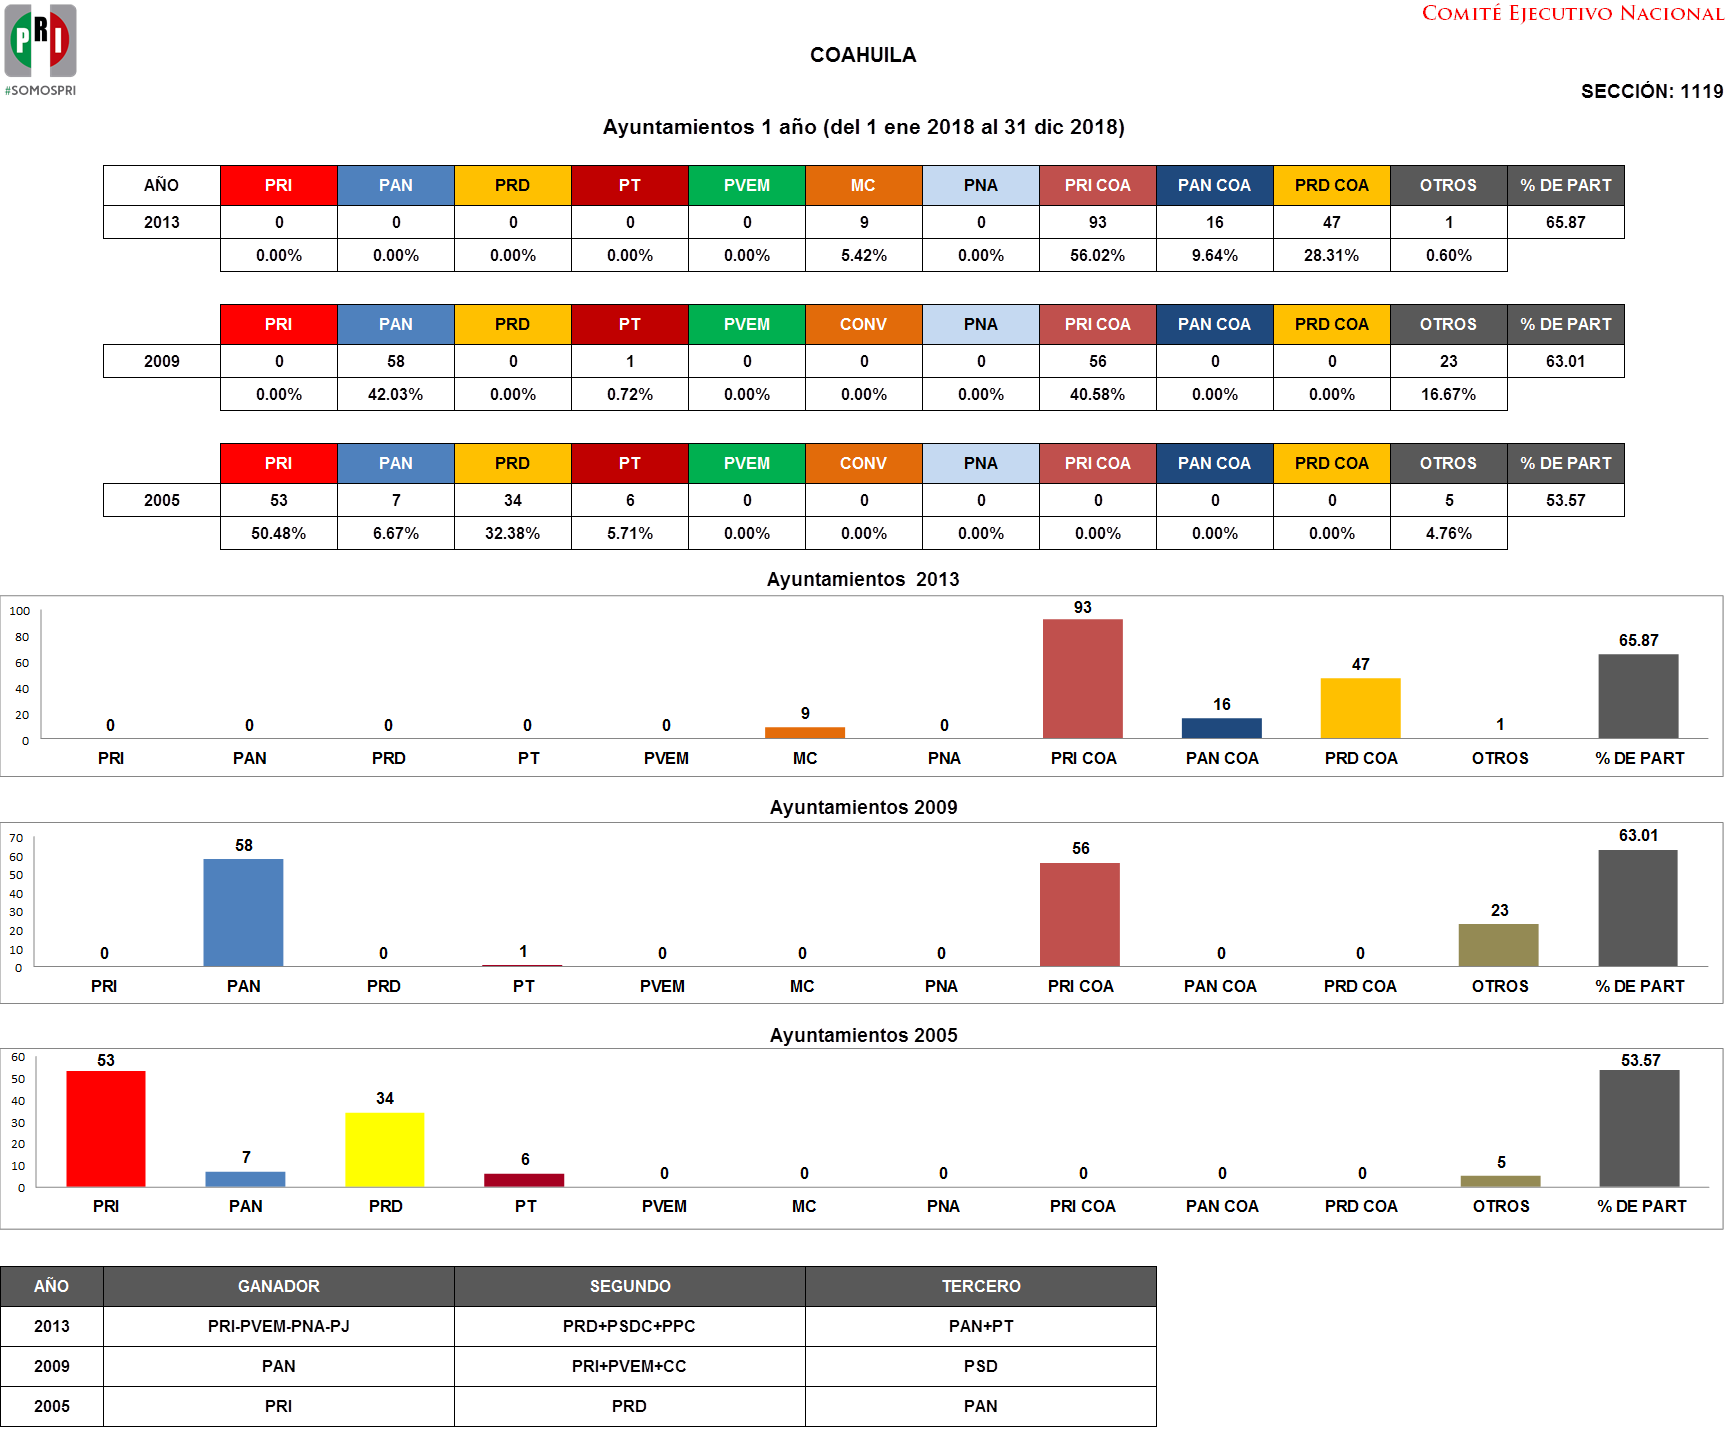 PRI
#SOMOSPRI
COMITÉ EJECUTIVO NACIONAL
COAHUILA
SECCIÓN: 1119
Ayuntamientos 1 año (del 1 ene 2018 al 31 dic 2018)
AÑO PRI PAN PRD PT PVEM MC PNA PRI COA PAN COA PRD COA OTROS % DE PART
2013 0 0 0 0 0 9 0 93 16 47 1 65.87
0.00% 0.00% 0.00% 0.00% 0.00% 5.42% 0.00% 56.02% 9.64% 28.31% 0.60%
PRI PAN PRD PT PVEM CONV PNA PRI COA PAN COA PRD COA OTROS % DE PART
2009 0 58 0 1 0 0 0 56 0 0 23 63.01
0.00% 42.03% 0.00% 0.72% 0.00% 0.00% 0.00% 40.58% 0.00% 0.00% 16.67%
PRI PAN PRD PT PVEM CONV PNA PRI COA PAN COA PRD COA OTROS % DE PART
2005 53 7 34 6 0 0 0 0 0 0 5 53.57
50.48% 6.67% 32.38% 5.71% 0.00% 0.00% 0.00% 0.00% 0.00% 0.00% 4.76%
Ayuntamientos 2013
100
80
60
40
20
0
0 0 0 0 0 9 0 93 16 47 1 65.87
PRI PAN PRD PT PVEM MC PNA PRI COA PAN COA PRD COA OTROS % DE PART
Ayuntamientos 2009
70
60
50
40
30
20
10
0
0 58 0 1 0 0 0 56 0 0 23 63.01
PRI PAN PRD PT PVEM MC PNA PRI COA PAN COA PRD COA OTROS % DE PART
Ayuntamientos 2005
60
50
40
30
20
10
0
53 7 34 6 0 0 0 0 0 0 5 53.57
PRI PAN PRD PT PVEM MC PNA PRI COA PAN COA PRD COA OTROS % DE PART
AÑO GANADOR SEGUNDO TERCERO
2013 PRI-PVEM-PNA-PJ PRD+PSDC+PPC PAN+PT
2009 PAN PRI+PVEM+CC PSD
2005 PRI PRD PAN